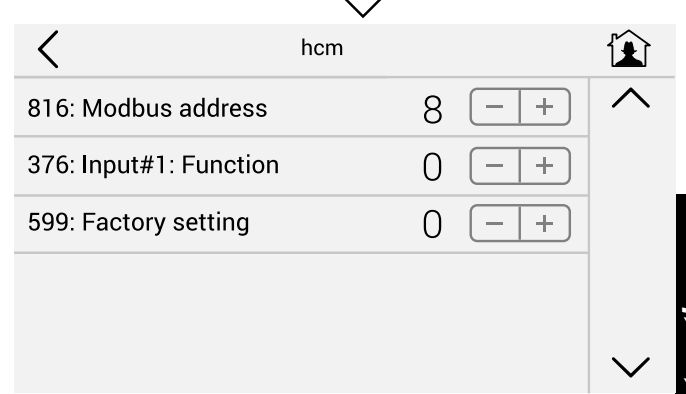 hcm
816: Modbus address 8 − +
376: Input#1: Function 0 − +
599: Factory setting 0 − +